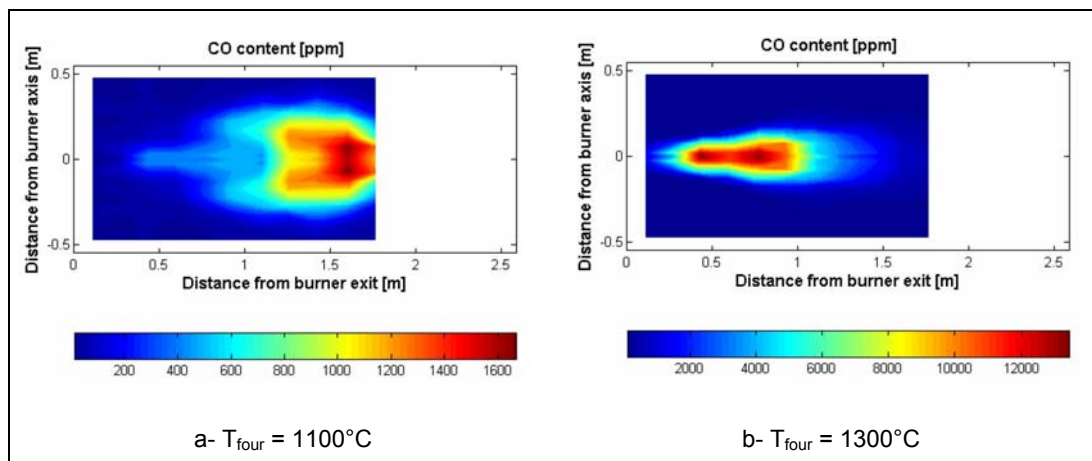 CO content [ppm]
Distance from burner axis [m]
0.5
0
-0.5
0 0.5 1 1.5 2 2.5
Distance from burner exit [m]
200 400 600 800 1000 1200 1400 1600
a- Tfour = 1100°C
CO content [ppm]
Distance from burner axis [m]
0.5
0
-0.5
0 0.5 1 1.5 2 2.5
Distance from burner exit [m]
2000 4000 6000 8000 10000 12000
b- Tfour = 1300°C